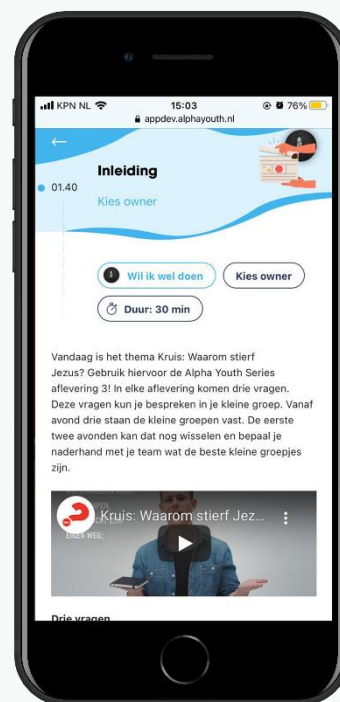 KPN NL 15:03 76%
appdev.alphayouth.nl
Inleiding
01.40
Kies owner
Wil ik wel doen Kies owner
Duur: 30 min
Vandaag is het thema Kruis: Waarom stierf
Jezus? Gebruik hiervoor de Alpha Youth Series
aflevering 3! In elke aflevering komen drie vragen.
Deze vragen kun je bespreken in je kleine groep. Vanaf
avond drie staan de kleine groepen vast. De eerste
twee avonden kan dat nog wisselen en bepaal je
naderhand met je team wat de beste kleine groepjes
zijn.
Kruis: Waarom stierf Jez...
EIGEN WEG:
Drie vragen